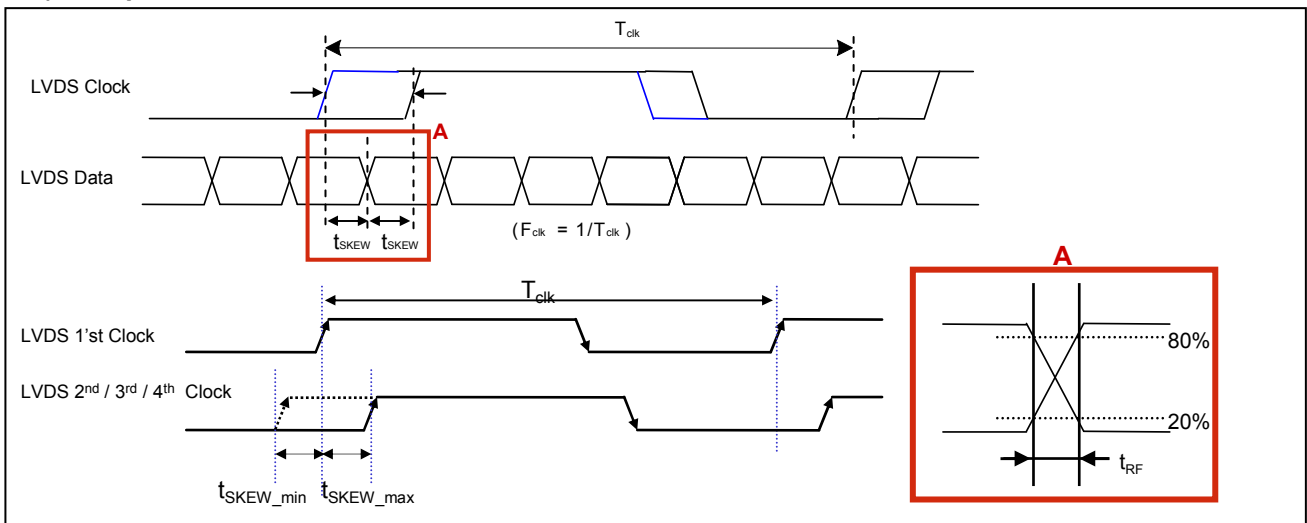 Tclk
LVDS Clock
A
LVDS Data
tSKEW tSKEW
(Fclk = 1/Tclk)
A
Tclk
LVDS 1'st Clock
80%
LVDS 2nd / 3rd / 4th Clock
20%
tRF
tSKEW_min tSKEW_max